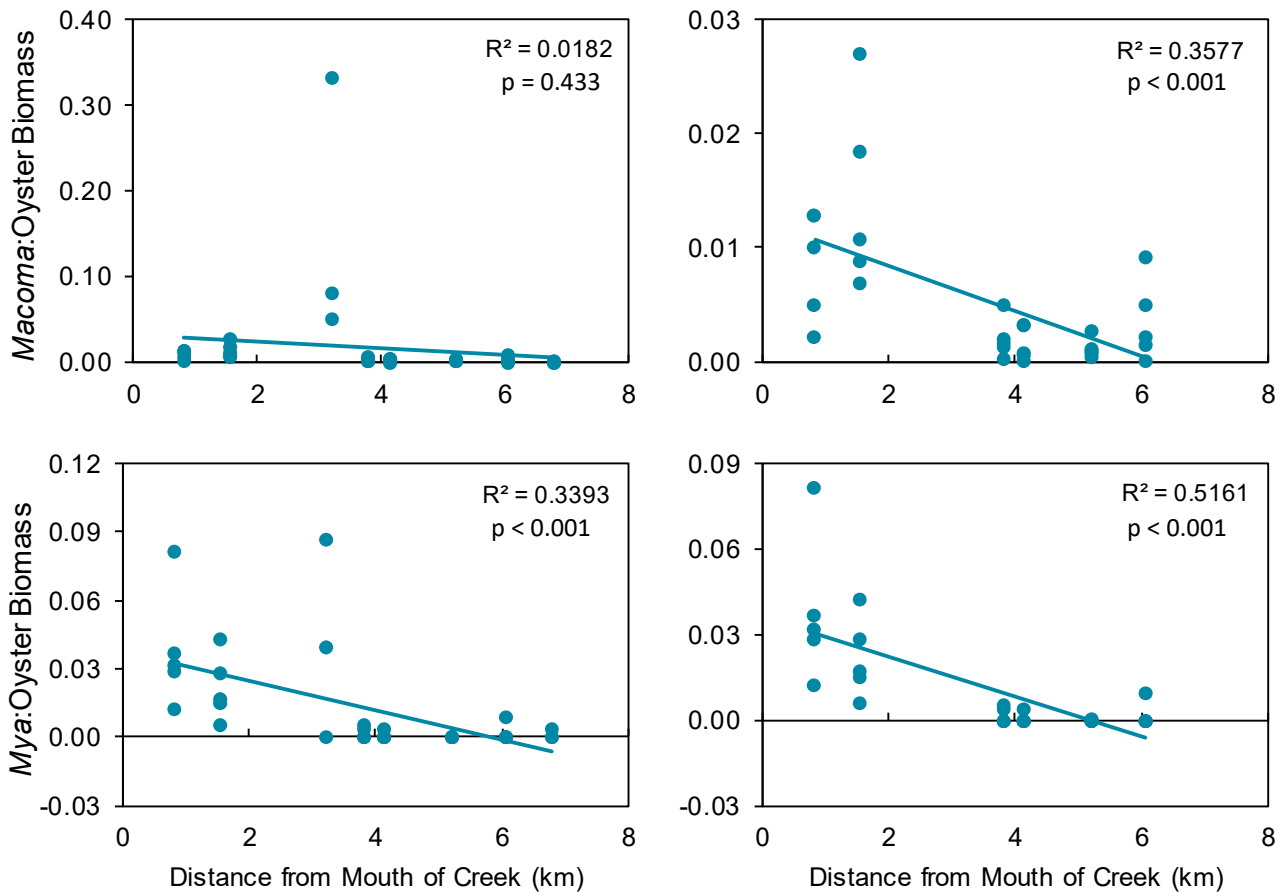 Macoma:Oyster Biomass
0.40
0.30
0.20
0.10
0.00
0 2 4 6 8
R² = 0.0182
p = 0.433
0.03
0.02
0.01
0.00
0 2 4 6 8
R² = 0.3577
p < 0.001
Mya:Oyster Biomass
0.12
0.09
0.06
0.03
0.00
-0.03
0 2 4 6 8
R² = 0.3393
p < 0.001
Distance from Mouth of Creek (km)
0.09
0.06
0.03
0.00
-0.03
0 2 4 6 8
R² = 0.5161
p < 0.001
Distance from Mouth of Creek (km)